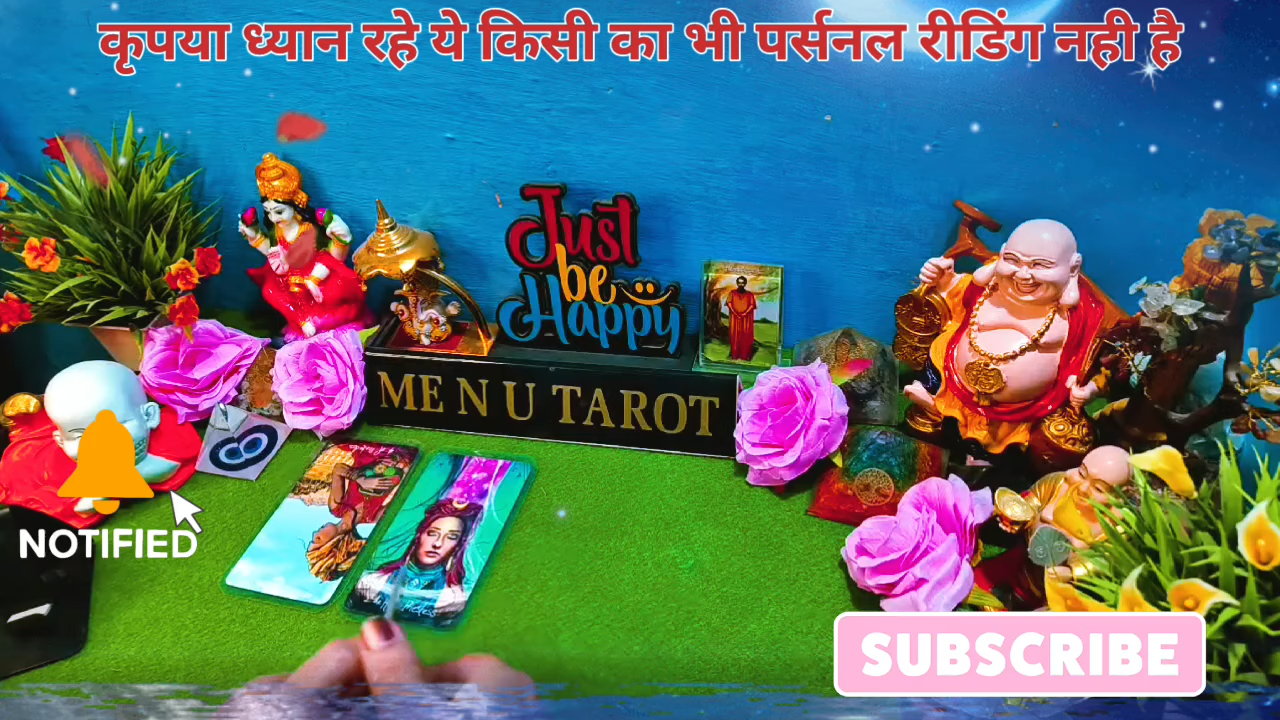 कृपया ध्यान रहे ये किसी का भी पर्सनल रीडिंग नही है
Just
be
Happy
ME N U TAROT
NOTIFIED
SUBSCRIBE